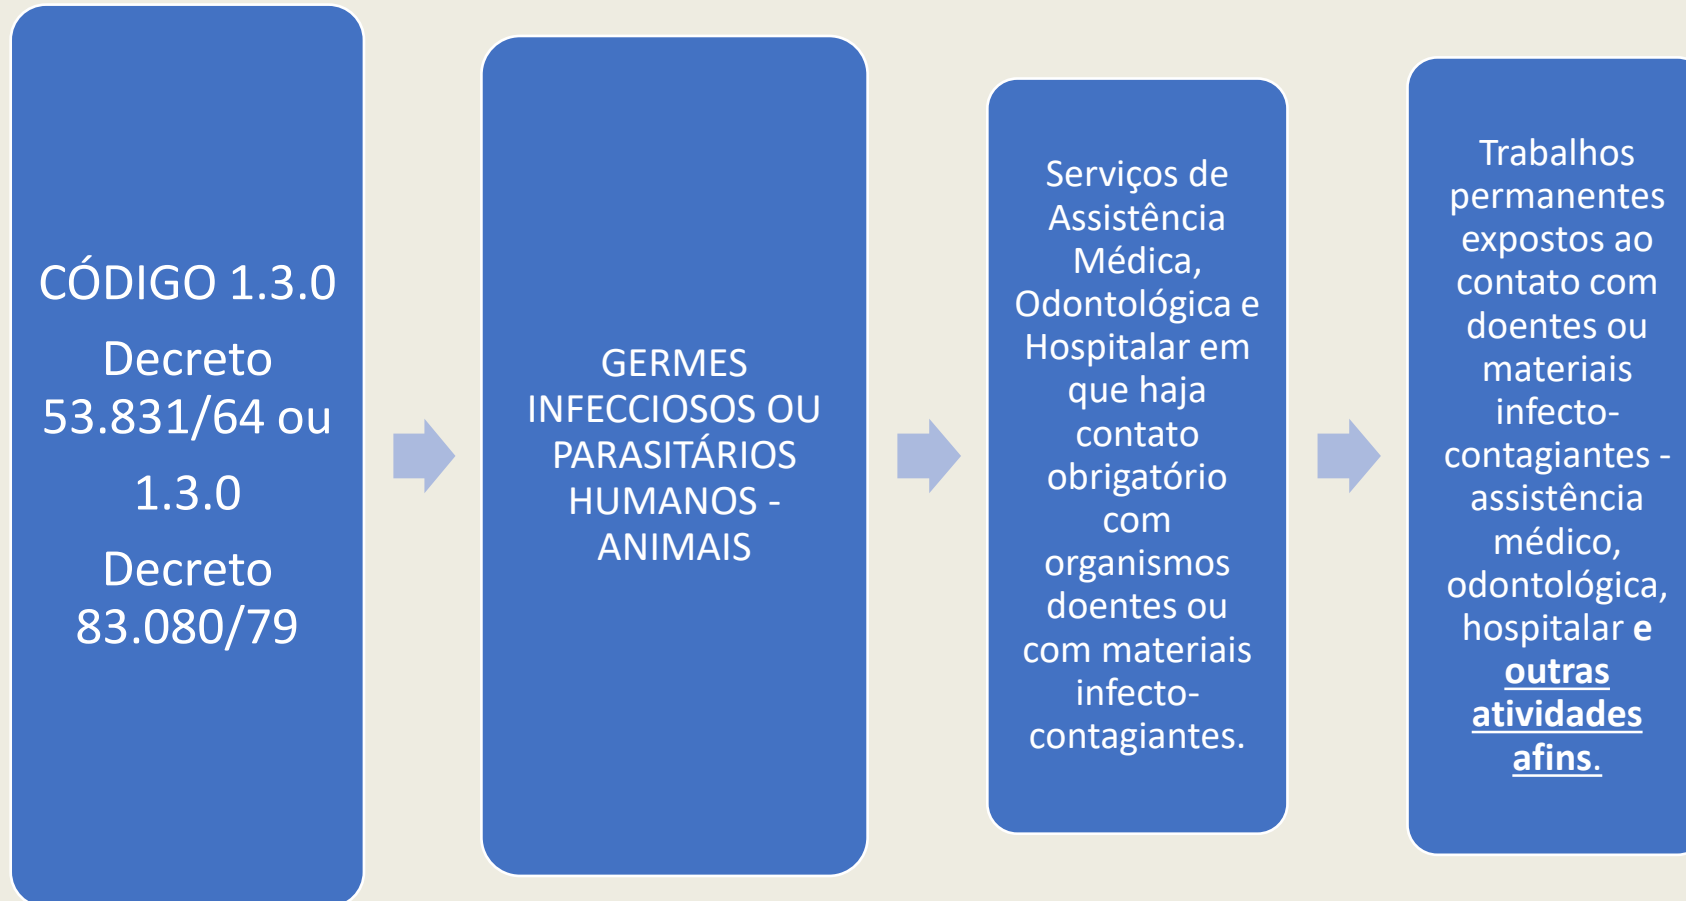 CÓDIGO 1.3.0
Decreto
53.831/64 ou
1.3.0
Decreto
83.080/79
GERMES
INFECCIOSOS OU
PARASITÁRIOS
HUMANOS -
ANIMAIS
Serviços de
Assistência
Médica,
Odontológica e
Hospitalar em
que haja
contato
obrigatório
com
organismos
doentes ou
com materiais
infecto-
contagiantes.
Trabalhos
permanentes
expostos ao
contato com
doentes ou
materiais
infecto-
contagiantes -
assistência
médico,
odontológica,
hospitalar e
outras
atividades
afins.